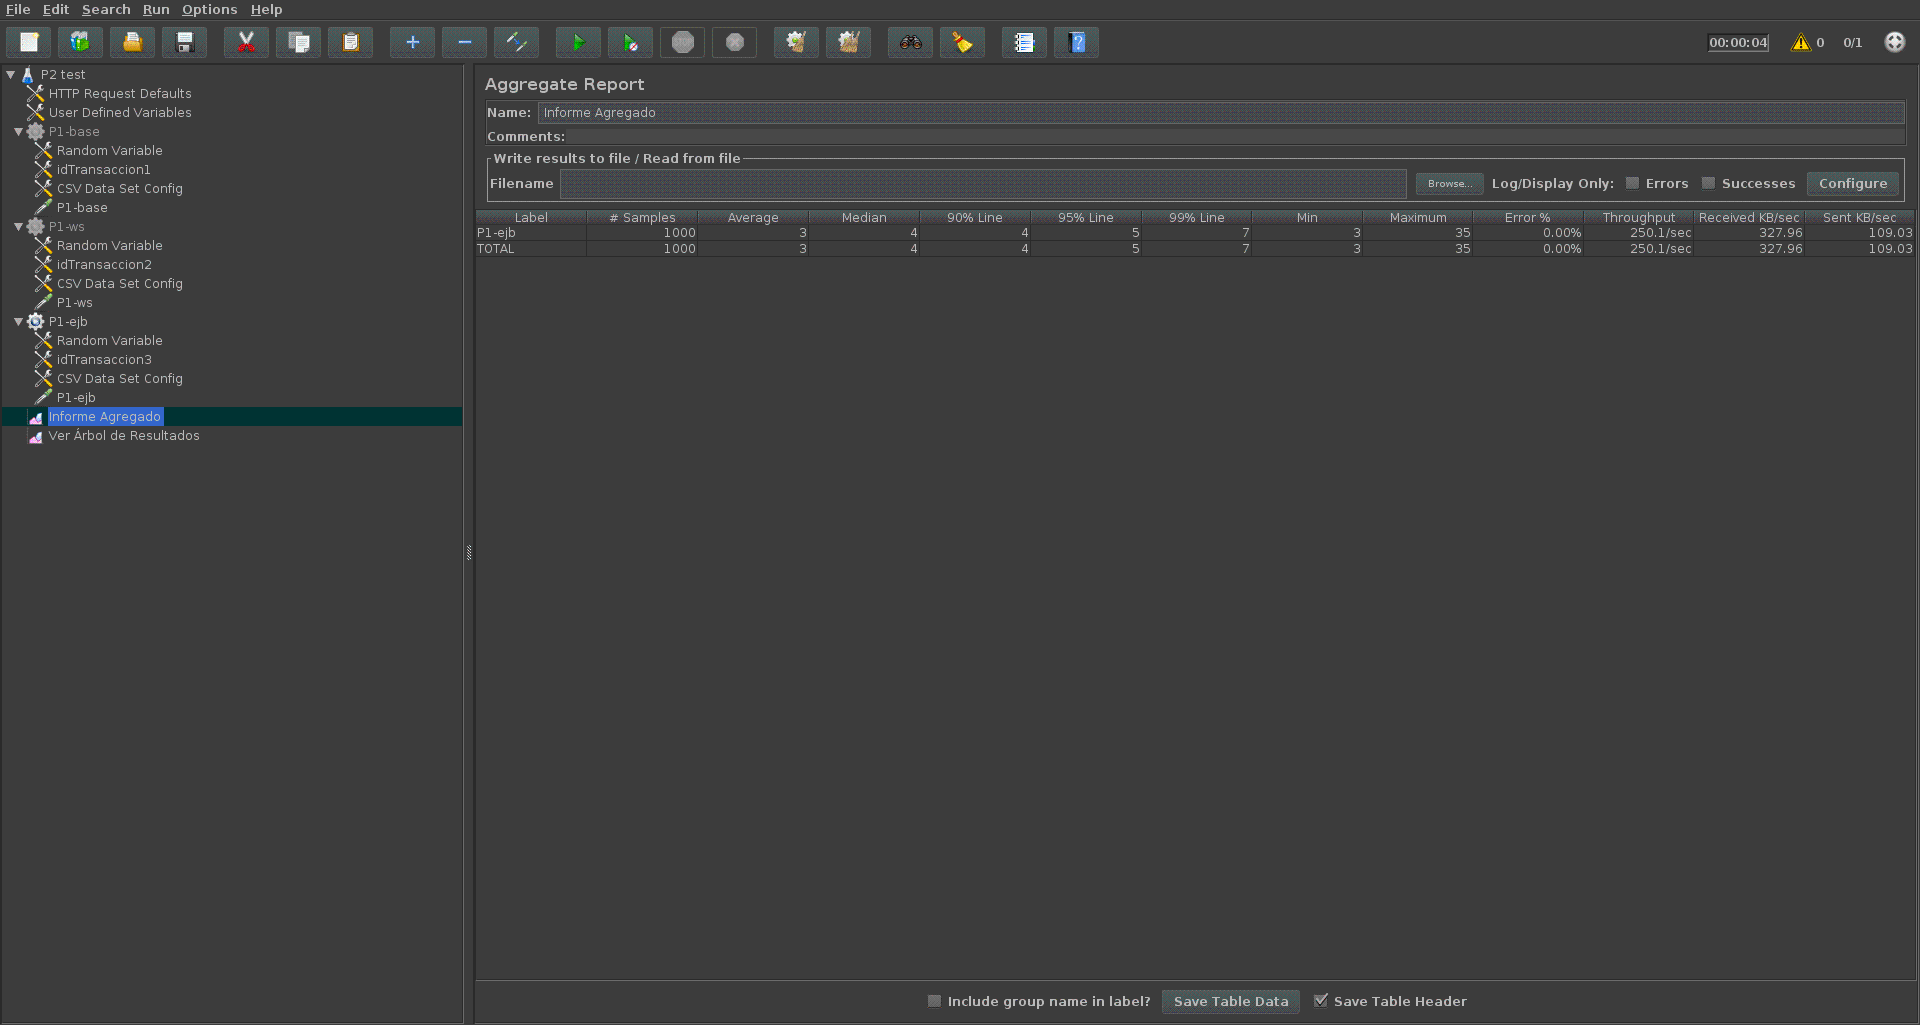 File Edit Search Run Options Help
00:00:04 0 0/1
P2 test
HTTP Request Defaults
User Defined Variables
P1-base
Random Variable
idTransaccion1
CSV Data Set Config
P1-base
P1-ws
Random Variable
idTransaccion2
CSV Data Set Config
P1-ws
P1-ejb
Random Variable
idTransaccion3
CSV Data Set Config
P1-ejb
Informe Agregado
Ver Árbol de Resultados
Aggregate Report
Name: Informe Agregado
Comments:
Write results to file / Read from file
Filename Browse... Log/Display Only: Errors Successes Configure
Label # Samples Average Median 90% Line 95% Line 99% Line Min Maximum Error % Throughput Received KB/sec Sent KB/sec
P1-ejb 1000 3 4 4 5 7 3 35 0.00% 250.1/sec 327.96 109.03
TOTAL 1000 3 4 4 5 7 3 35 0.00% 250.1/sec 327.96 109.03
Include group name in label? Save Table Data Save Table Header